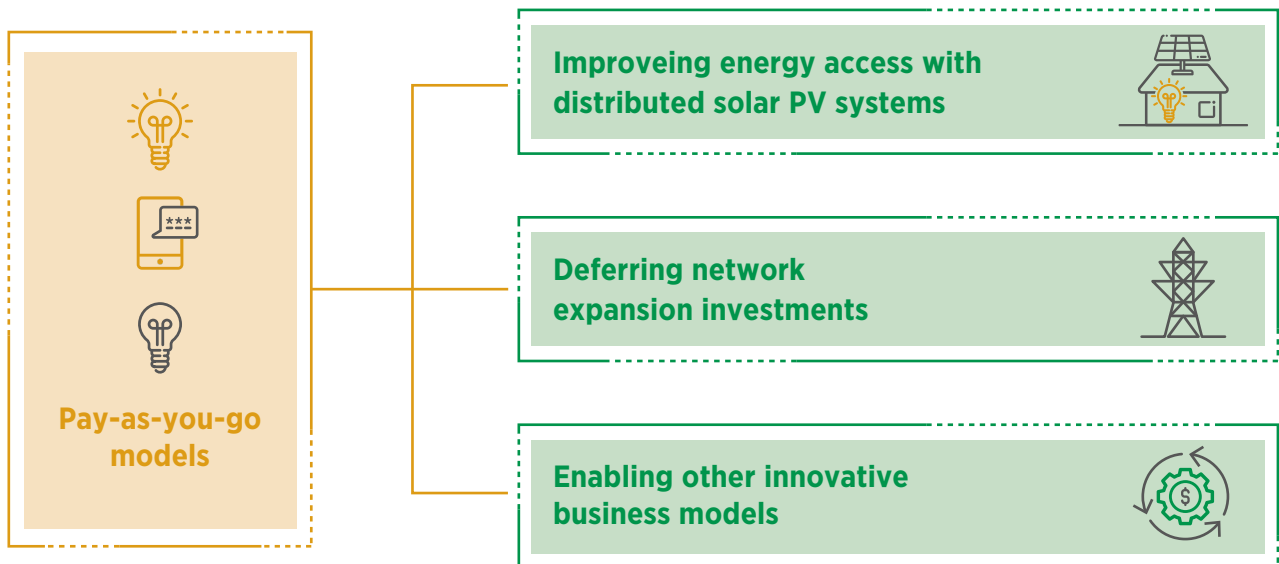 Pay-as-you-go
models
Improveing energy access with
distributed solar PV systems
Deferring network
expansion investments
Enabling other innovative
business models
***
$